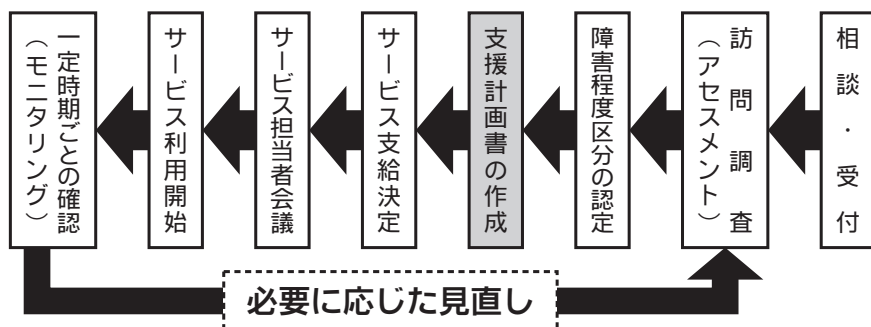 相談・受付
訪問調査
（アセスメント）
障害程度区分の認定
支援計画書の作成
サービス支給決定
サービス担当者会議
サービス利用開始
一定時期ごとの確認
（モニタリング）
必要に応じた見直し